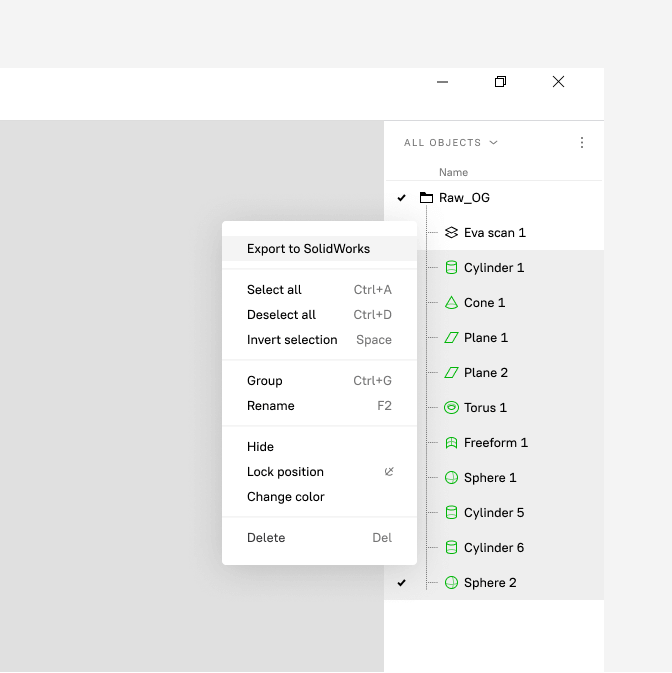 ALL OBJECTS
Name
Raw_OG
Eva scan 1
Cylinder 1
Cone 1
Plane 1
Plane 2
Torus 1
Freeform 1
Sphere 1
Cylinder 5
Cylinder 6
Sphere 2
Export to SolidWorks
Select all Ctrl+A
Deselect all Ctrl+D
Invert selection Space
Group Ctrl+G
Rename F2
Hide
Lock position
Change color
Delete Del